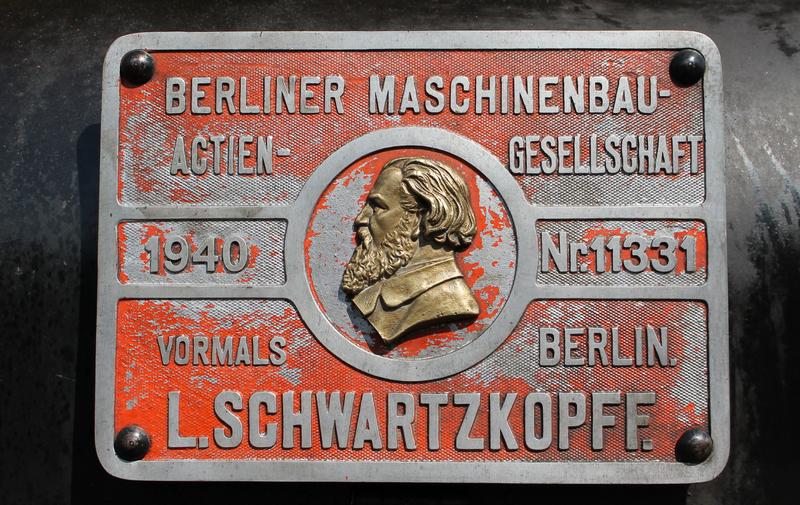 BERLINER MASCHINENBAU-
ACTIEN- GESELLSCHAFT
1940 Nr.11331
VORMALS BERLIN.
L.SCHWARTZKOPFF.